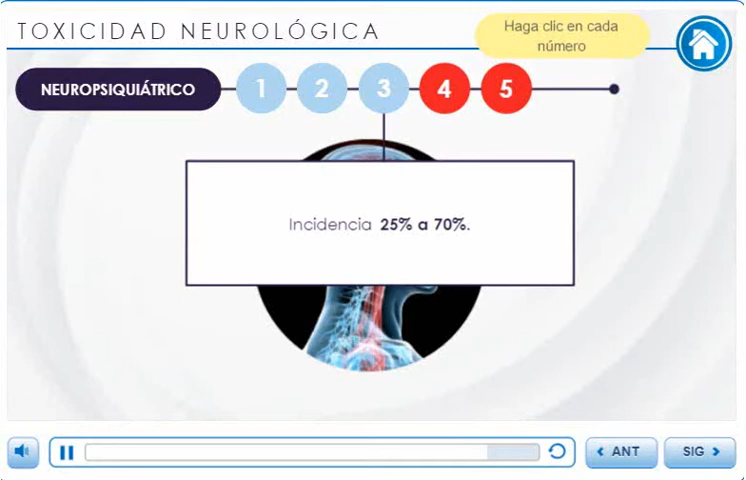 TOXICIDAD NEUROLÓGICA
Haga clic en cada
número
NEUROPSIQUIÁTRICO
1
2
3
4
5
Incidencia 25% a 70%.
ANT
SIG